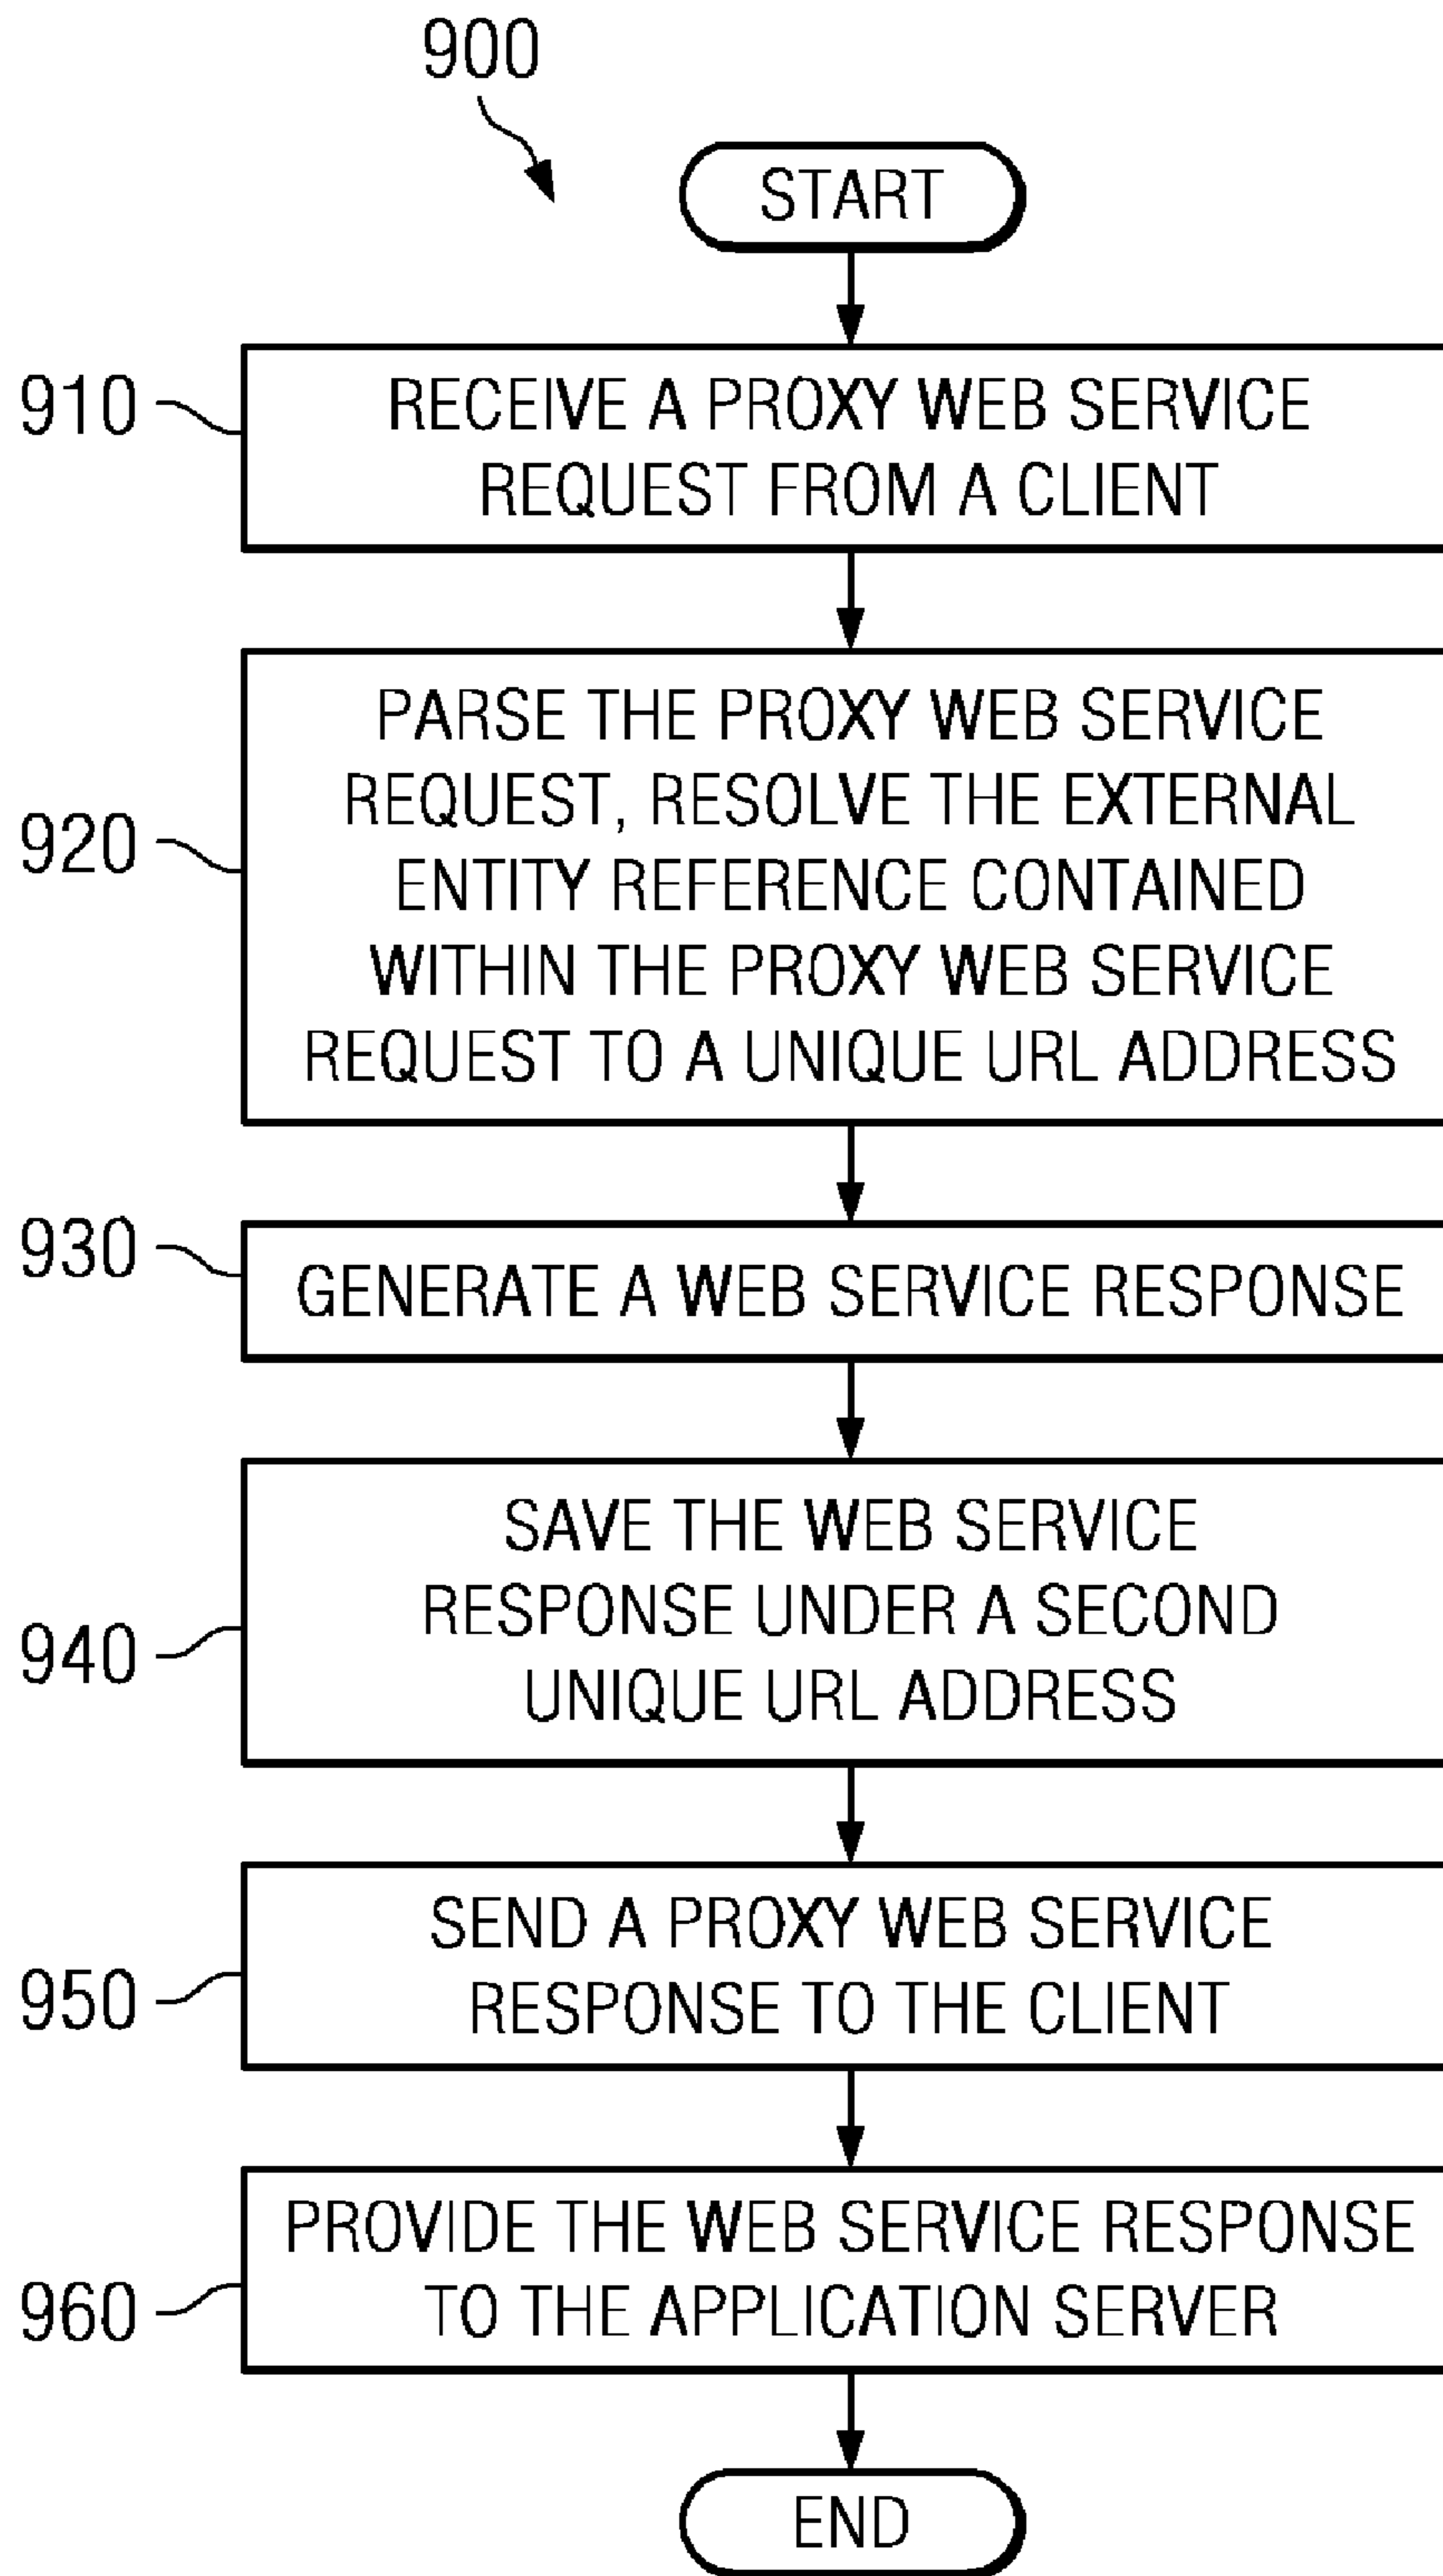 900
START
910
RECEIVE A PROXY WEB SERVICE
REQUEST FROM A CLIENT
920
PARSE THE PROXY WEB SERVICE
REQUEST, RESOLVE THE EXTERNAL
ENTITY REFERENCE CONTAINED
WITHIN THE PROXY WEB SERVICE
REQUEST TO A UNIQUE URL ADDRESS
930
GENERATE A WEB SERVICE RESPONSE
940
SAVE THE WEB SERVICE
RESPONSE UNDER A SECOND
UNIQUE URL ADDRESS
950
SEND A PROXY WEB SERVICE
RESPONSE TO THE CLIENT
960
PROVIDE THE WEB SERVICE RESPONSE
TO THE APPLICATION SERVER
END